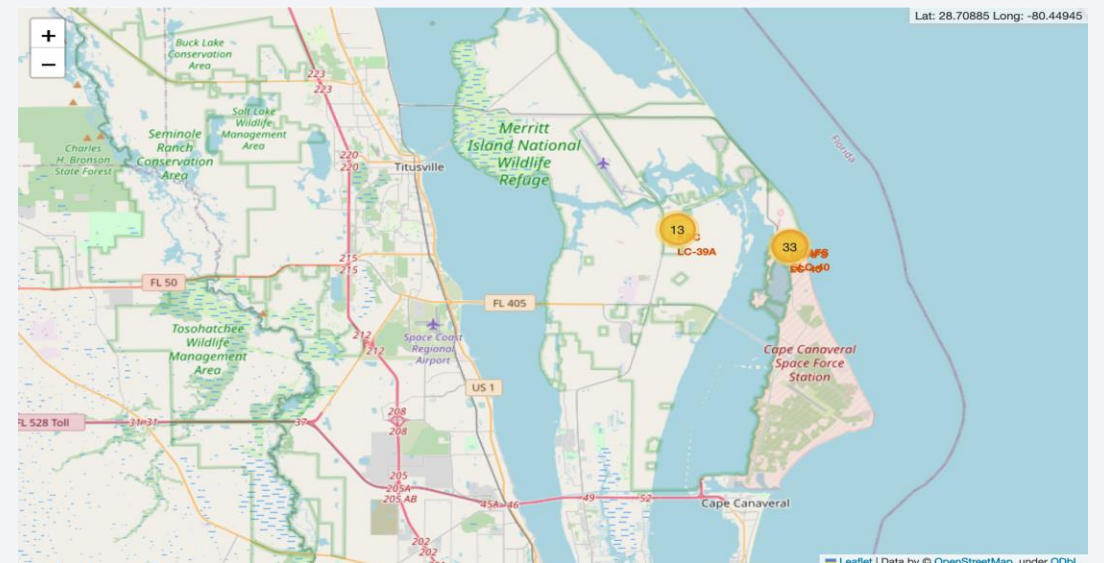 Lat: 28.70885 Long: -80.44945
+
−
Buck Lake
Conservation
Area
223
223
Salt Lake
Wildlife
Management
Area
Merritt
Island National
Wildlife
Refuge
Seminole
Ranch
Conservation
Area
Charles
H. Bronson
State Forest
220
220
Titusville
Florida
13
LC-39A
33
215
215
FL 50
FL 405
Tosohatchee
Wildlife
Management
Area
212
212
Space Coast
Regional
Airport
Cape Canaveral
Space Force
Station
US 1
208
208
FL 528 Toll
31-31
37
205
205A
205 AB
45A
46
49
52
Cape Canaveral
202
202
Leaflet | Data by © OpenStreetMap, under ODbL